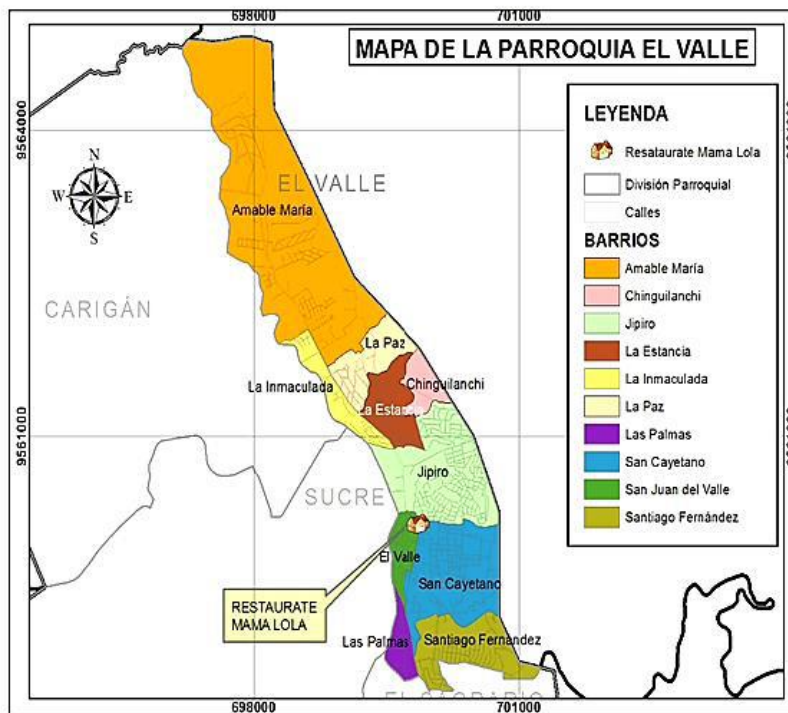 698000
701000
MAPA DE LA PARROQUIA EL VALLE
9564000
LEYENDA
Resataurate Mama Lola
División Parroquial
Calles
BARRIOS
Amable María
Chinguilanchi
Jipiro
La Estancia
La Inmaculada
La Paz
Las Palmas
San Cayetano
San Juan del Valle
Santiago Fernández
N
W
E
S
EL VALLE
Amable María
CARIGÁN
La Paz
La Inmaculada
Chinguilanchi
La Estancia
9561000
Jipiro
SUCRE
El Valle
San Cayetano
RESTAURATE
MAMA LOLA
Las Palmas
Santiago Fernández
EL SAGRARIO
698000
701000